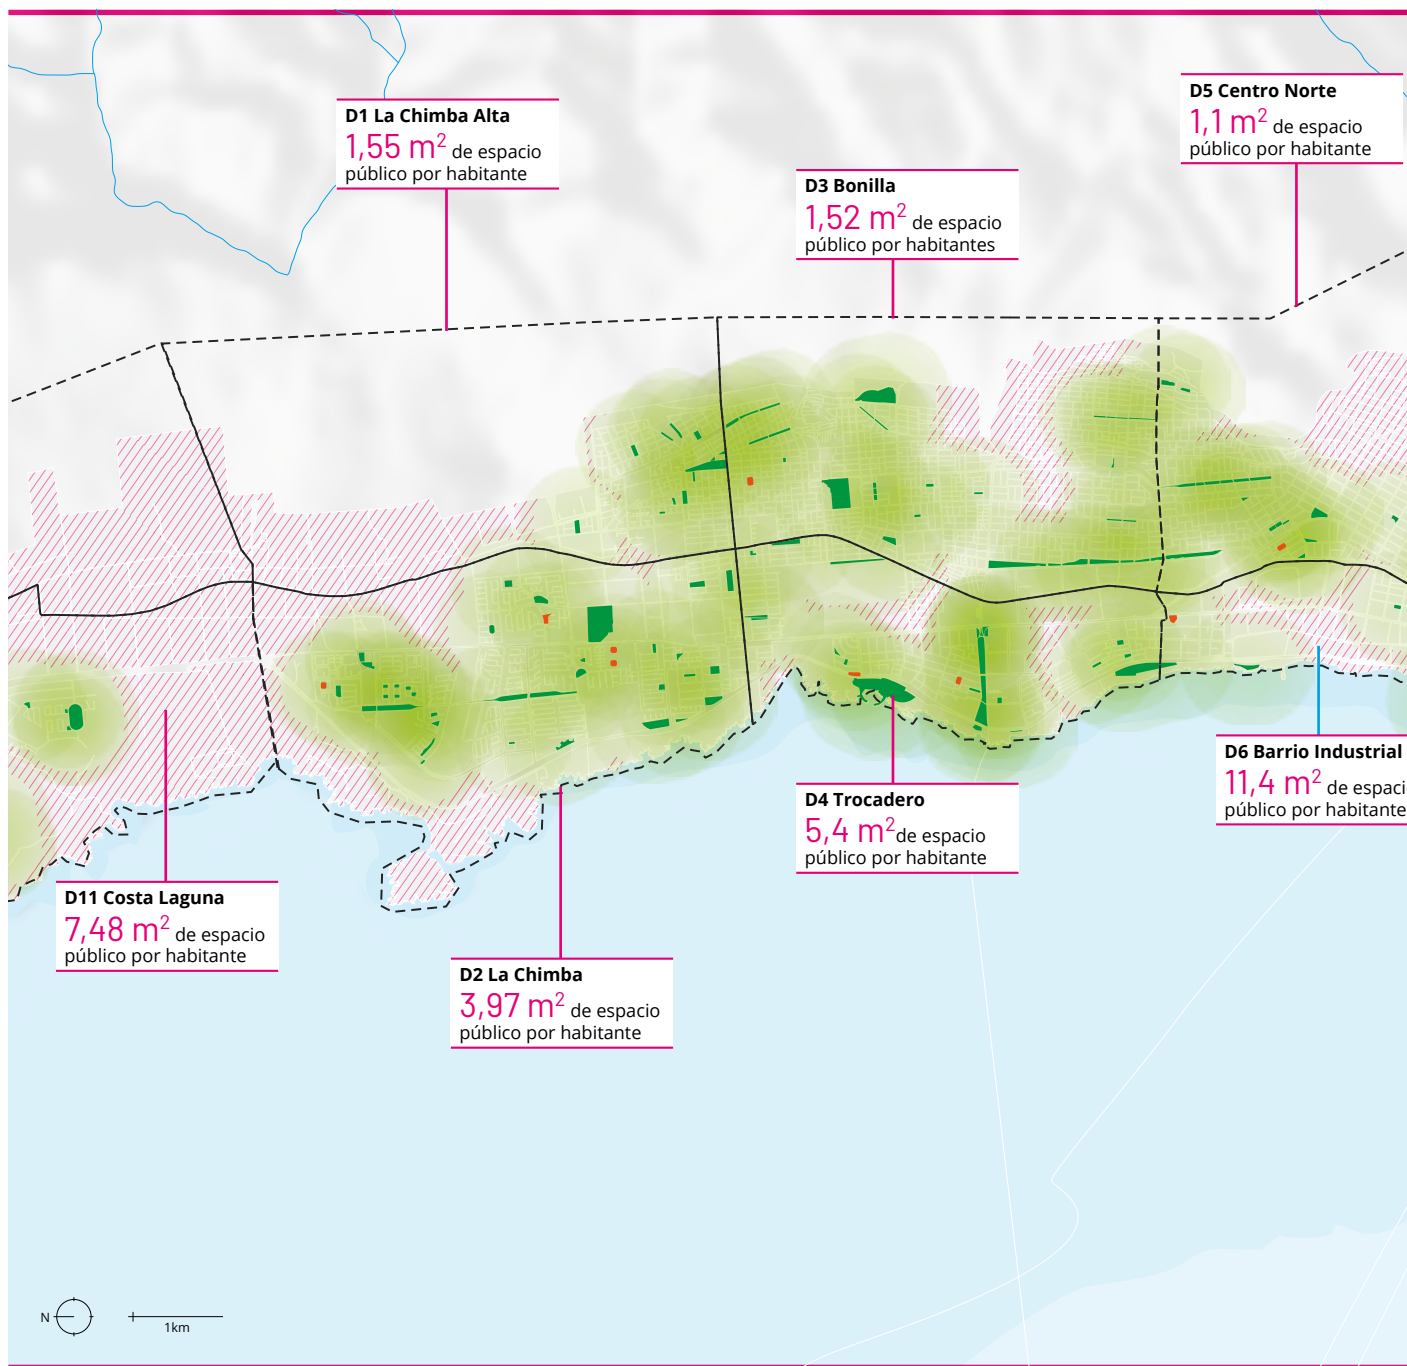 D1 La Chimba Alta
1,55 m² de espacio
público por habitante
D3 Bonilla
1,52 m² de espacio
público por habitantes
D5 Centro Norte
1,1 m² de espacio
público por habitante
D11 Costa Laguna
7,48 m² de espacio
público por habitante
D2 La Chimba
3,97 m² de espacio
público por habitante
D4 Trocadero
5,4 m² de espacio
público por habitante
D6 Barrio Industrial
11,4 m² de espaci
público por habitante
N
1km